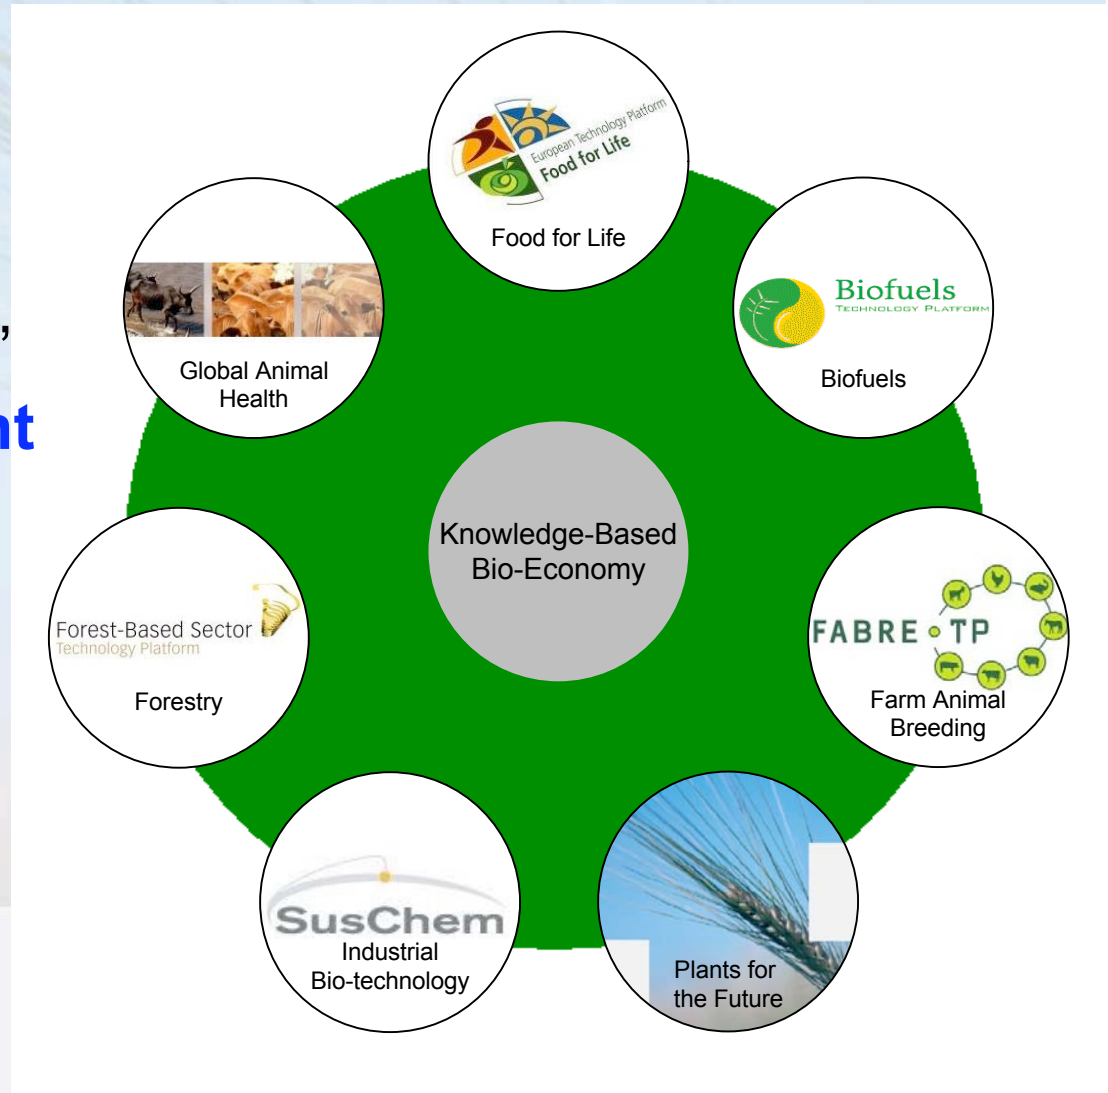 European Technology Platform
Food for Life
Food for Life
Biofuels
TECHNOLOGY PLATFORM
Biofuels
,
Global Animal
Health
nt
Knowledge-Based
Bio-Economy
Forest-Based Sector
Technology Platform
Forestry
FABRE TP
Farm Animal
Breeding
SusChem
Industrial
Bio-technology
Plants for
the Future